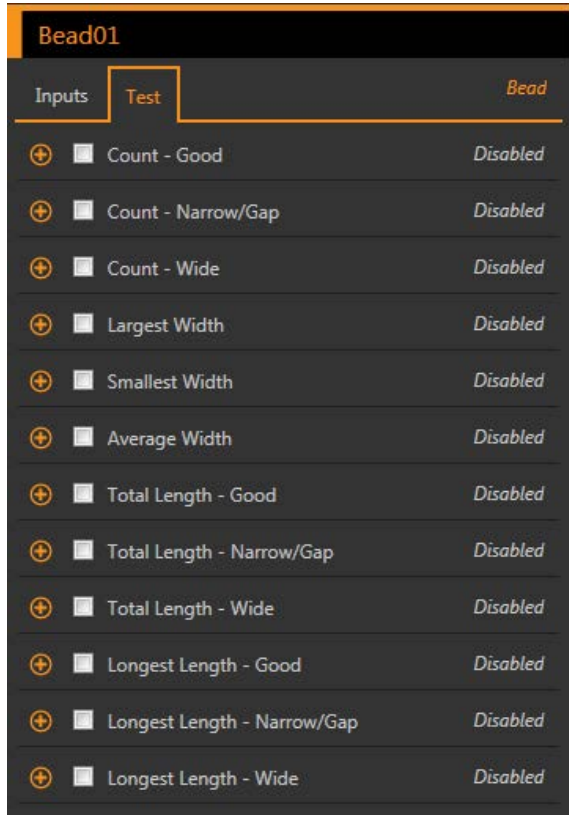 Bead01
Inputs Test Bead
Count - Good Disabled
Count - Narrow/Gap Disabled
Count - Wide Disabled
Largest Width Disabled
Smallest Width Disabled
Average Width Disabled
Total Length - Good Disabled
Total Length - Narrow/Gap Disabled
Total Length - Wide Disabled
Longest Length - Good Disabled
Longest Length - Narrow/Gap Disabled
Longest Length - Wide Disabled